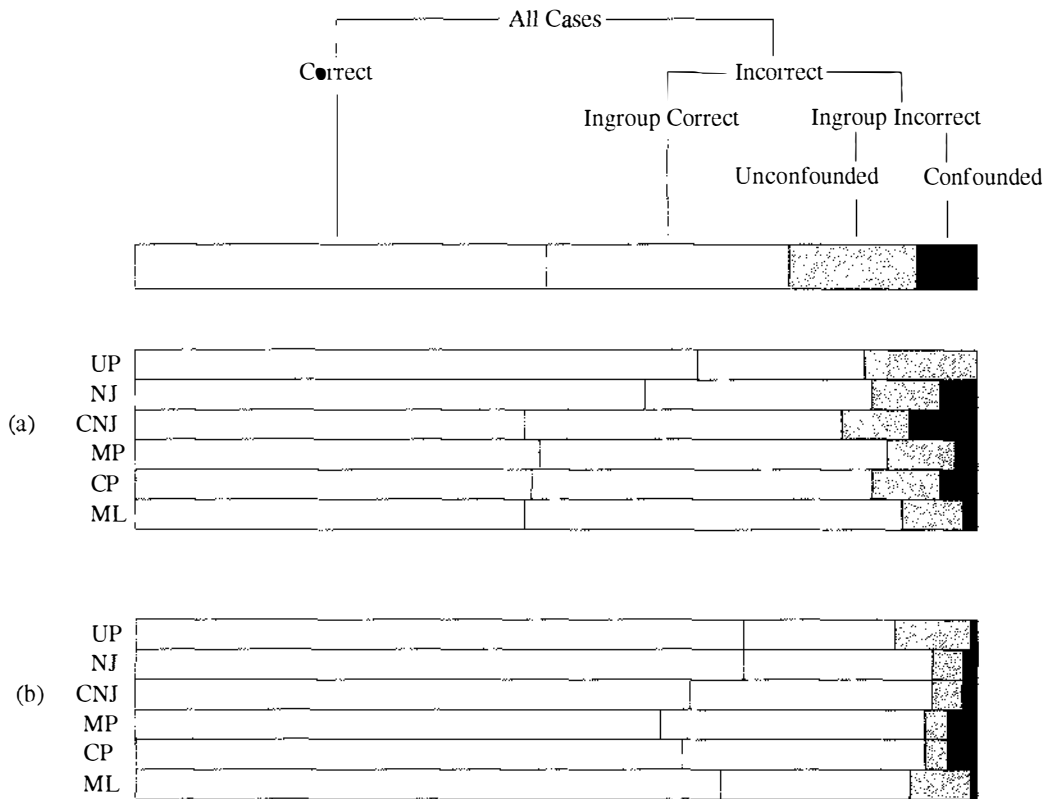 All Cases
Correct
Incorrect
Ingroup Correct
Ingroup Incorrect
Unconfounded
Confounded
UP
NJ
(a)
CNJ
MP
CP
ML
UP
NJ
(b)
CNJ
MP
CP
ML